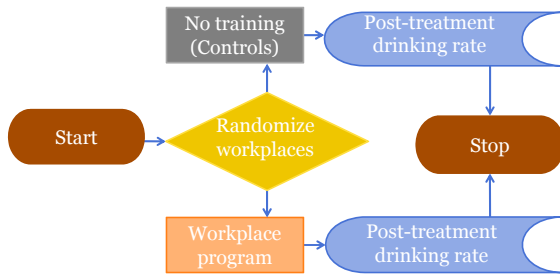 No training
(Controls)
Post-treatment
drinking rate
Start
Randomize
workplaces
Stop
Workplace
program
Post-treatment
drinking rate